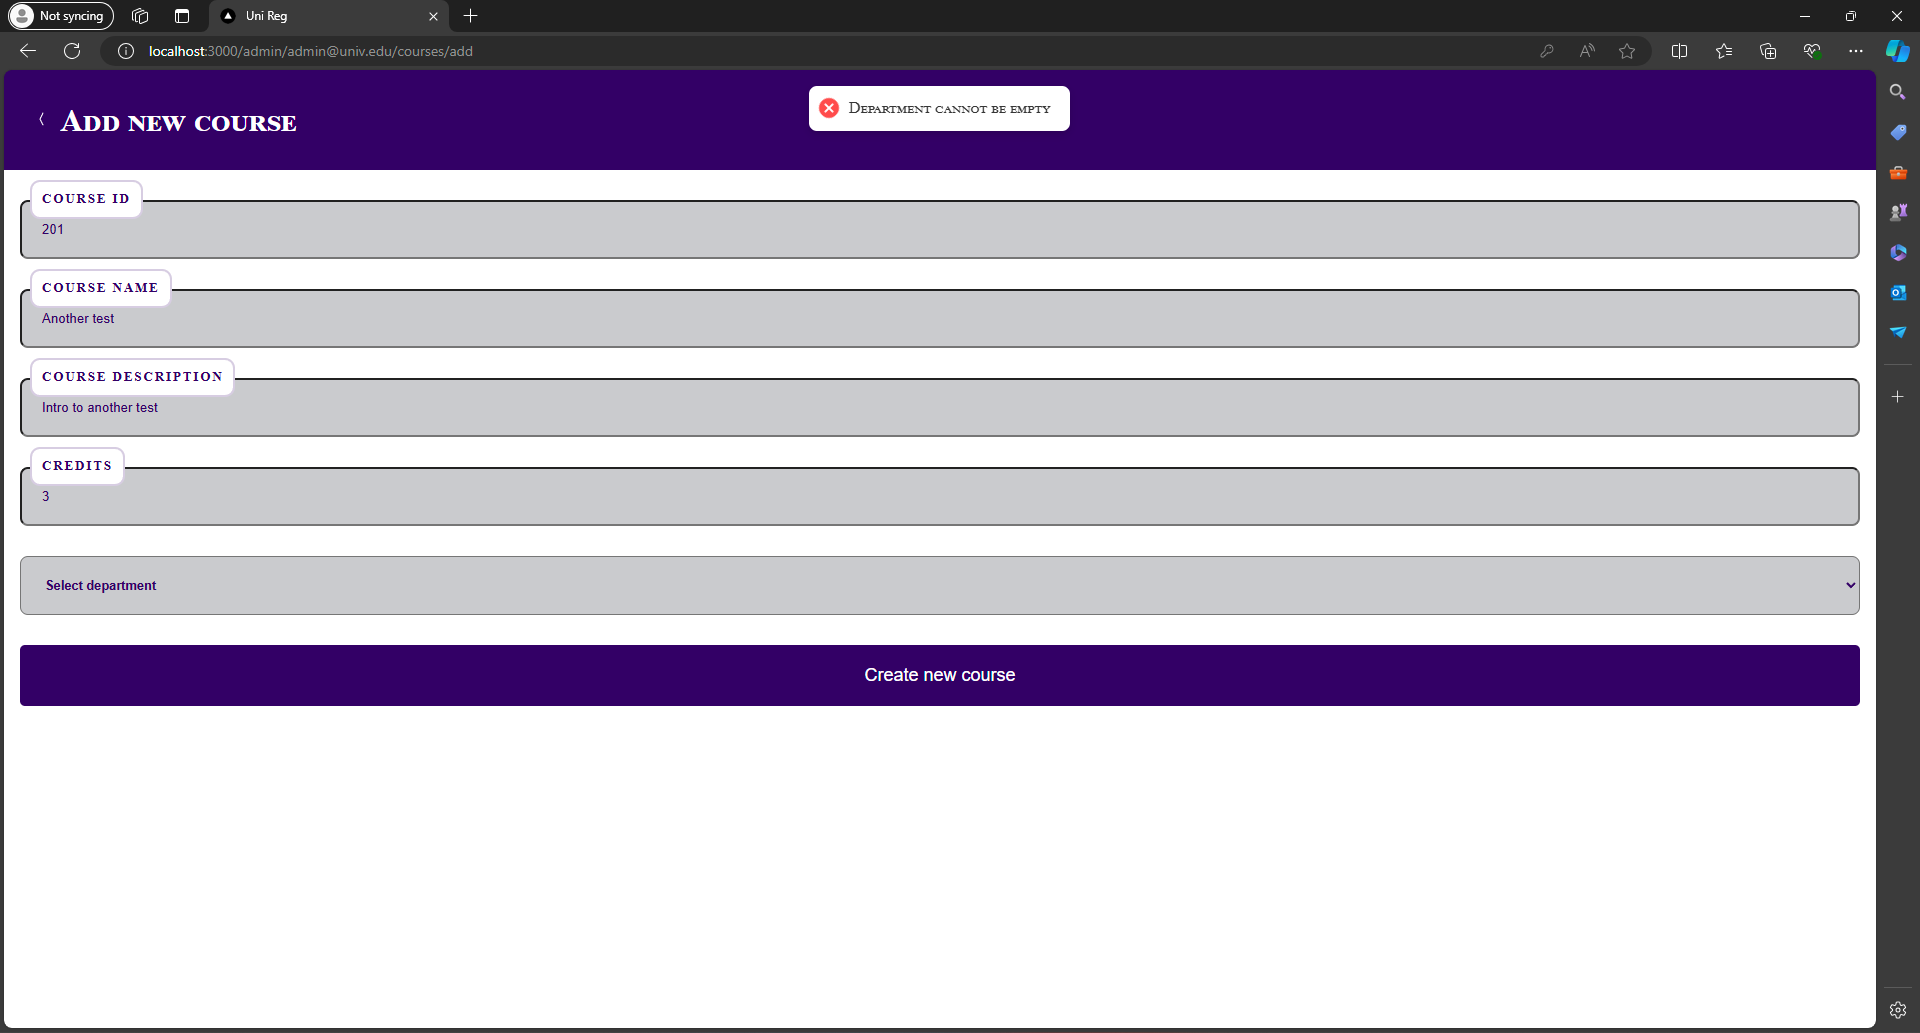 Not syncing
Uni Reg
localhost:3000/admin/admin@univ.edu/courses/add
Add new course
Department cannot be empty
COURSE ID
201
COURSE NAME
Another test
COURSE DESCRIPTION
Intro to another test
CREDITS
3
Select department
Create new course